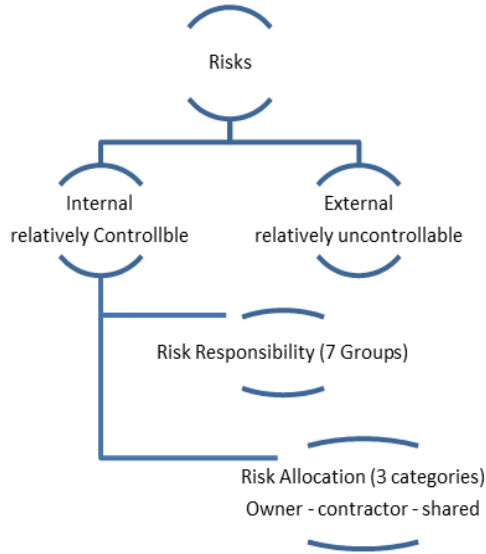 Risks
Internal
relatively Controllble
External
relatively uncontrollable
Risk Responsibility (7 Groups)
Risk Allocation (3 categories)
Owner - contractor - shared